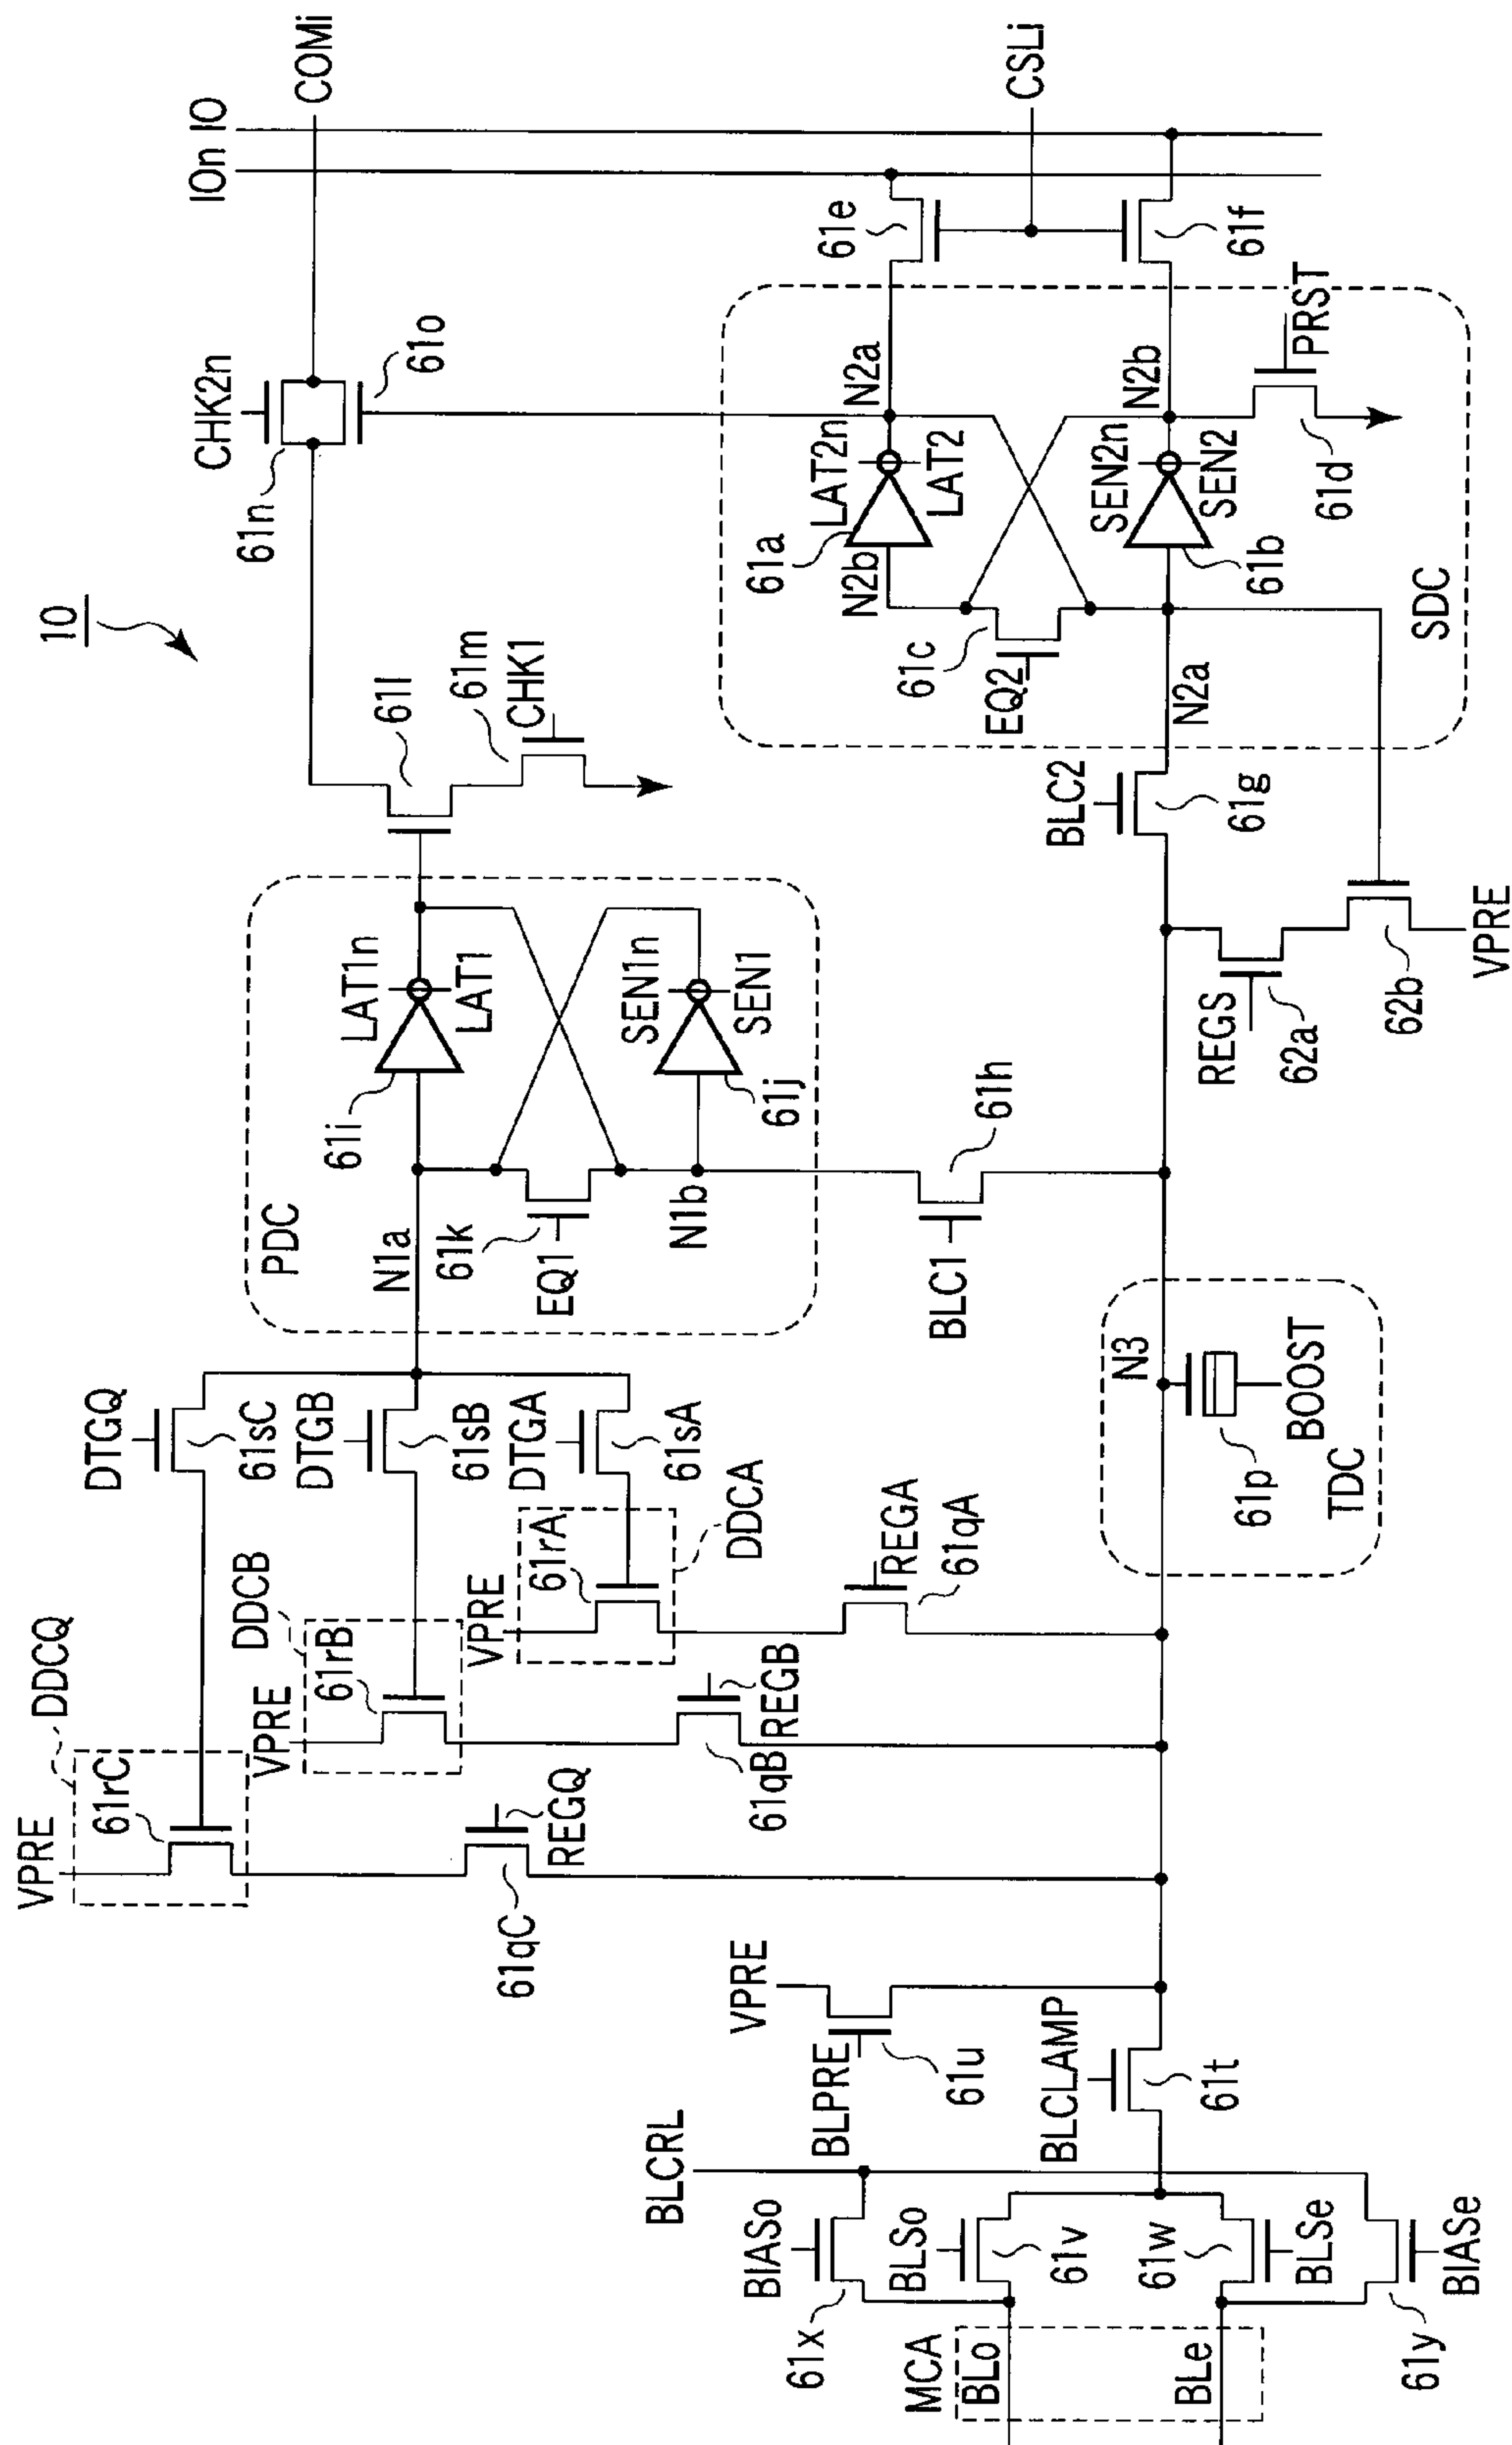 10
COMi
IOn IO
CSLi
CHK2n
61n
61o
61e
61f
61l
61m
CHK1
N2a
LAT2n
LAT2
61a
N2b
N2b
SEN2n
SEN2
PRST
61d
61b
61c
EQ2
N2a
SDC
BLC2
61g
VPRE
62b
REGS
62a
PDC
LAT1n
LAT1
61i
SEN1n
SEN1
61j
N1a
61k
EQ1
N1b
61h
BLC1
N3
61p
BOOST
TDC
DTGQ
61sC
DTGB
61sB
DTGA
61sA
DDCQ
DDCB
DDCA
VPRE
61rC
VPRE
61rB
VPRE
61rA
REGA
61qA
REGB
61qB
REGQ
61qC
VPRE
BLPRE
61u
BLCLAMP
61t
BLCRL
BIASo
61x
BLSo
61v
61w
BLSe
BIASe
61y
MCA
BLo
BLe